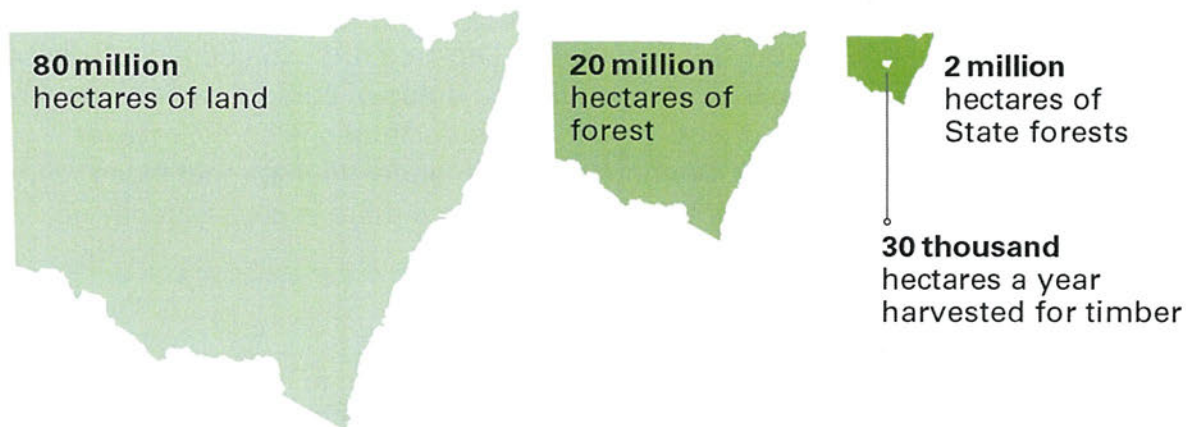 80 million
hectares of land
20 million
hectares of
forest
2 million
hectares of
State forests
30 thousand
hectares a year
harvested for timber